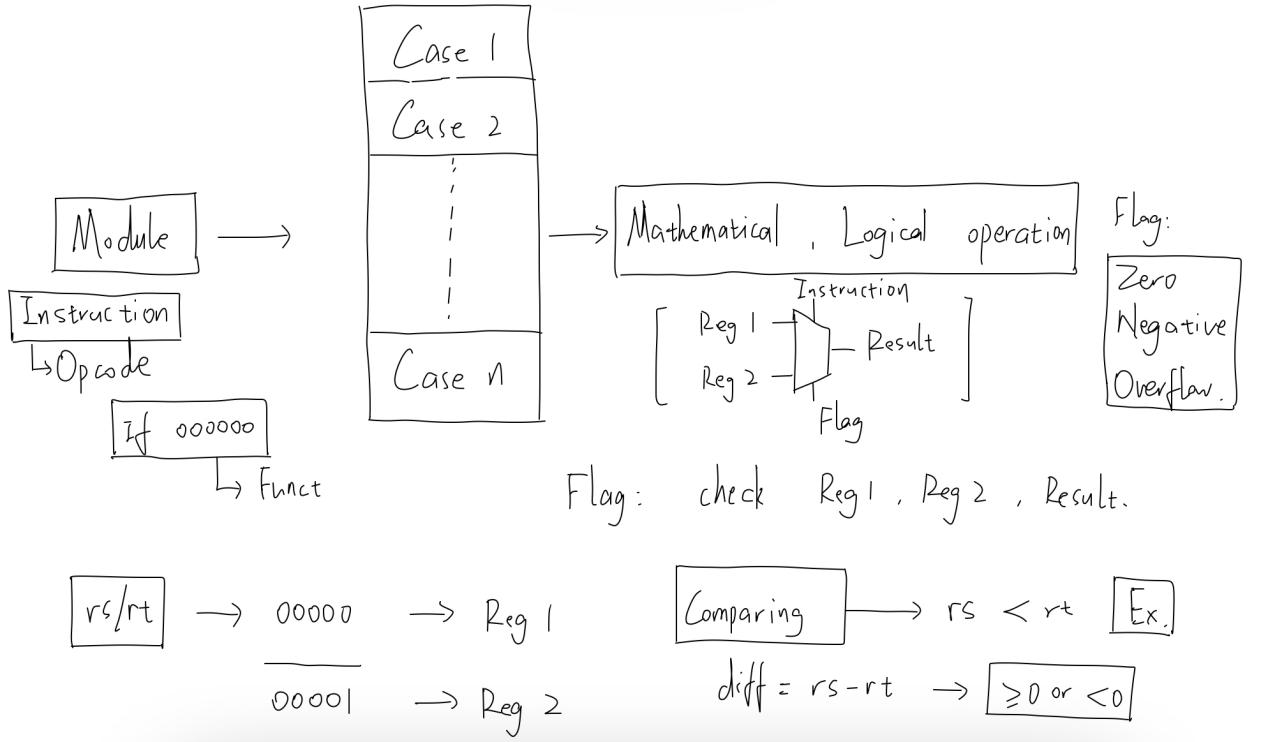 Case 1
Case 2
Case n
Module
Instruction
Opcode
If 000000
Funct
Mathematical , Logical operation
Instruction
Reg 1
Reg 2
Result
Flag
Flag:
Zero
Negative
Overflow.
Flag: check Reg 1 , Reg 2 , Result.
rs/rt → 00000 → Reg 1
00001 → Reg 2
Comparing → rs < rt Ex.
diff = rs-rt → ≥0 or <0